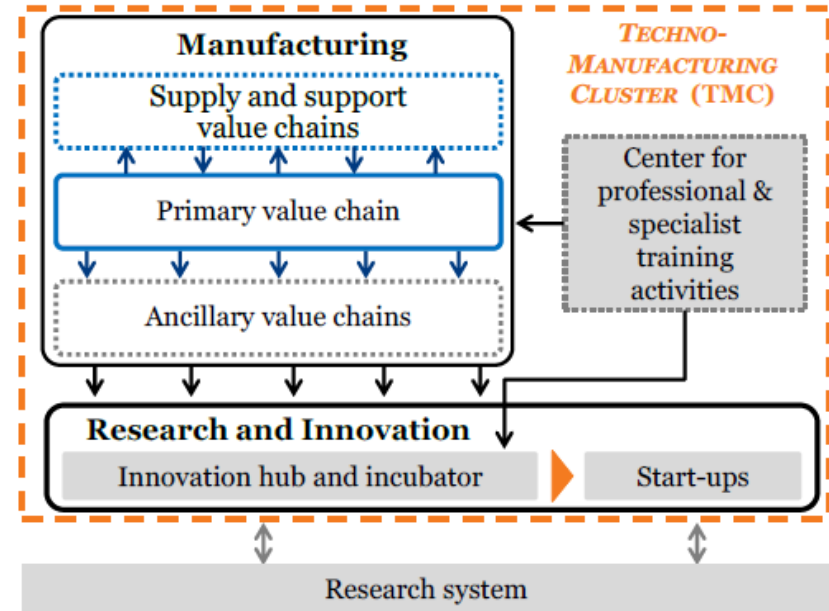 Manufacturing
Supply and support
value chains
Primary value chain
Ancillary value chains
TECHNO-
MANUFACTURING
CLUSTER (TMC)
Center for
professional &
specialist
training
activities
Research and Innovation
Innovation hub and incubator
Start-ups
Research system